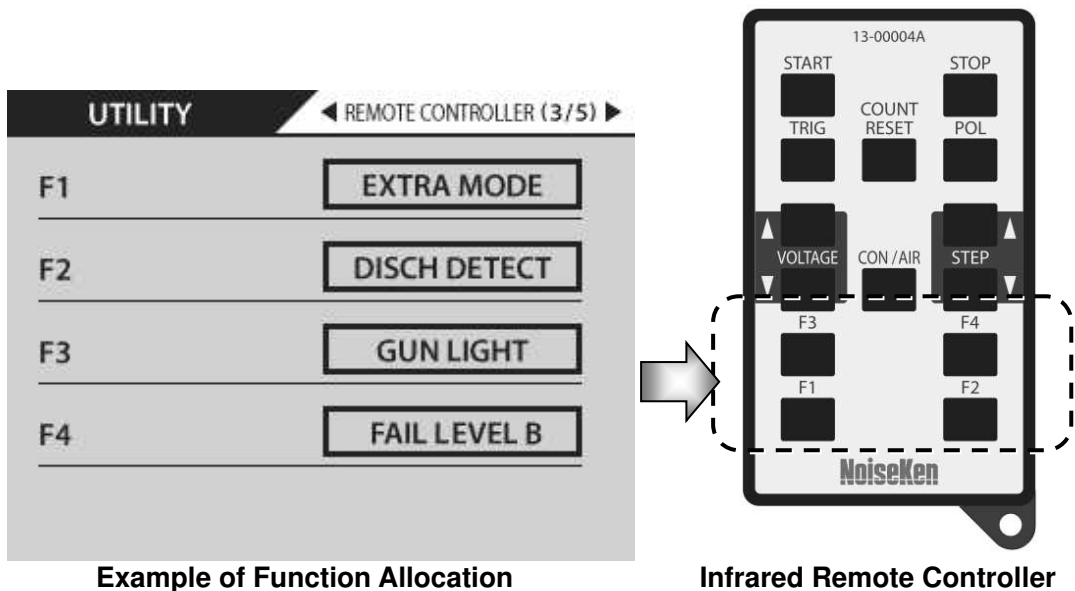 UTILITY
◀ REMOTE CONTROLLER (3/5) ▶
F1 EXTRA MODE
F2 DISCH DETECT
F3 GUN LIGHT
F4 FAIL LEVEL B
Example of Function Allocation
13-00004A
START STOP
COUNT
TRIG RESET POL
VOLTAGE CON / AIR STEP
F3 F4
F1 F2
NoiseKen
Infrared Remote Controller